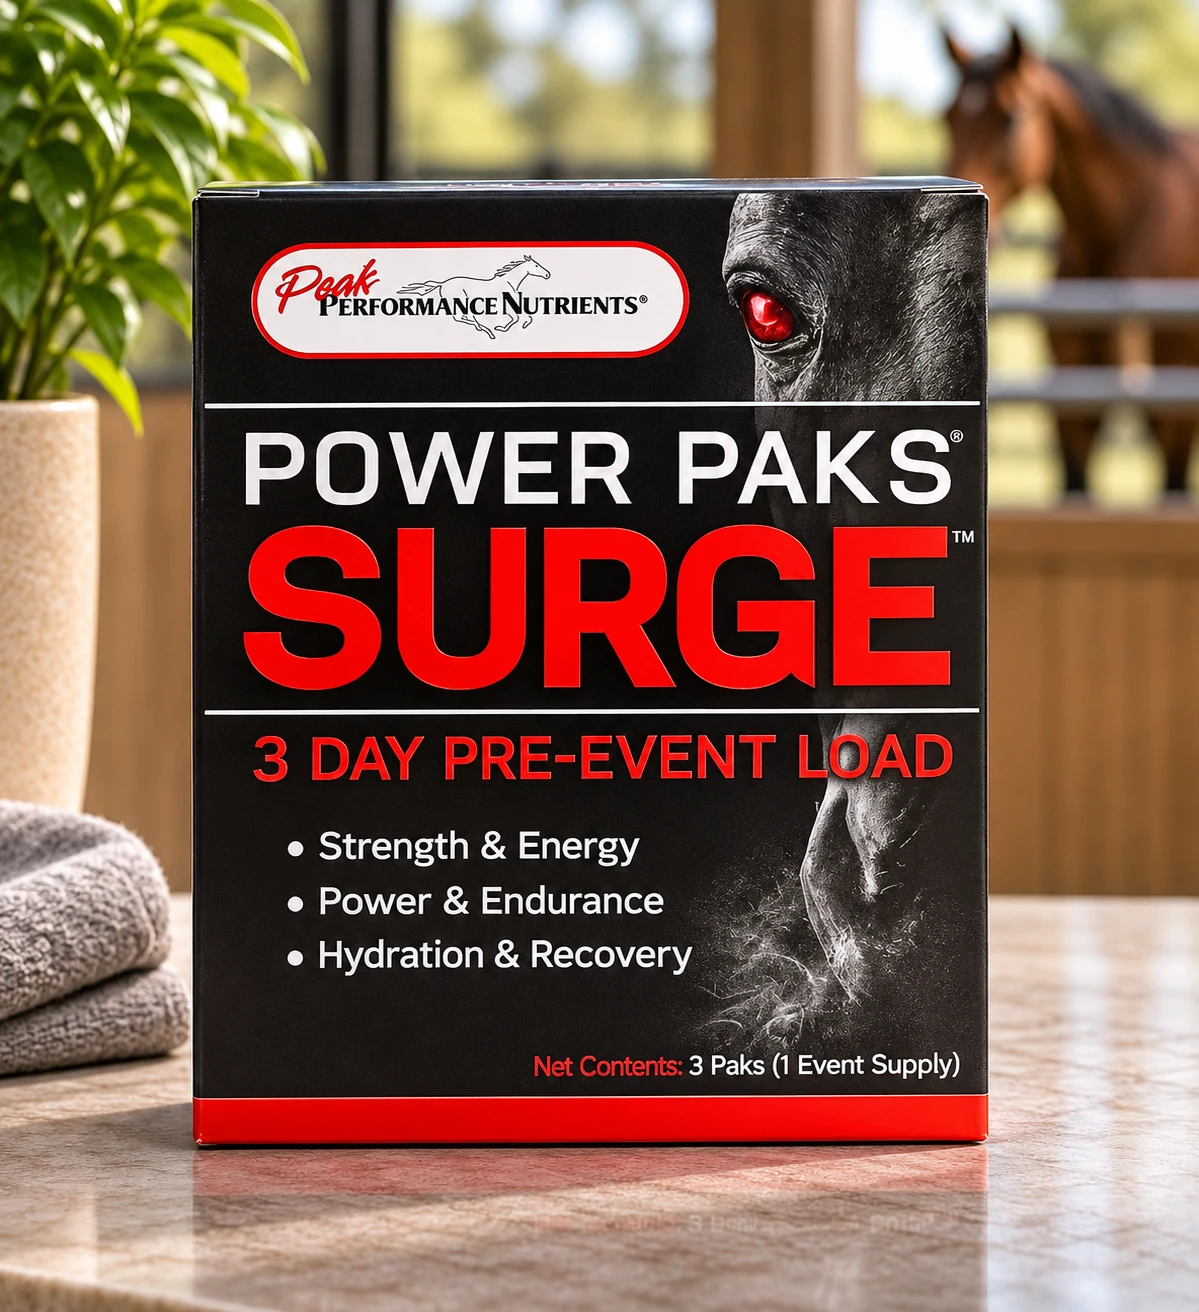 Peak
PERFORMANCE NUTRIENTS®
POWER PAKS®
SURGE™
3 DAY PRE-EVENT LOAD
• Strength & Energy
• Power & Endurance
• Hydration & Recovery
Net Contents: 3 Paks (1 Event Supply)